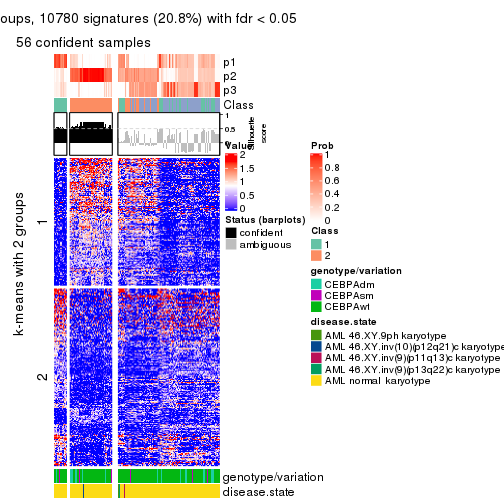 oups, 10780 signatures (20.8%) with fdr < 0.05
56 confident samples
p1
p2
p3
Class
1
0.5
0
Silhouette
score
k-means with 2 groups
1
2
Value
2
1.5
1
0.5
0
Status (barplots)
confident
ambiguous
Prob
1
0.8
0.6
0.4
0.2
0
Class
1
2
genotype/variation
CEBPAdm
CEBPAsm
CEBPAwt
disease.state
AML 46.XY.9ph karyotype
AML 46.XY.inv(10)(p12q21)c karyotype
AML 46.XY.inv(9)(p11q13)c karyotype
AML 46.XY.inv(9)(p13q22)c karyotype
AML normal karyotype
genotype/variation
disease.state